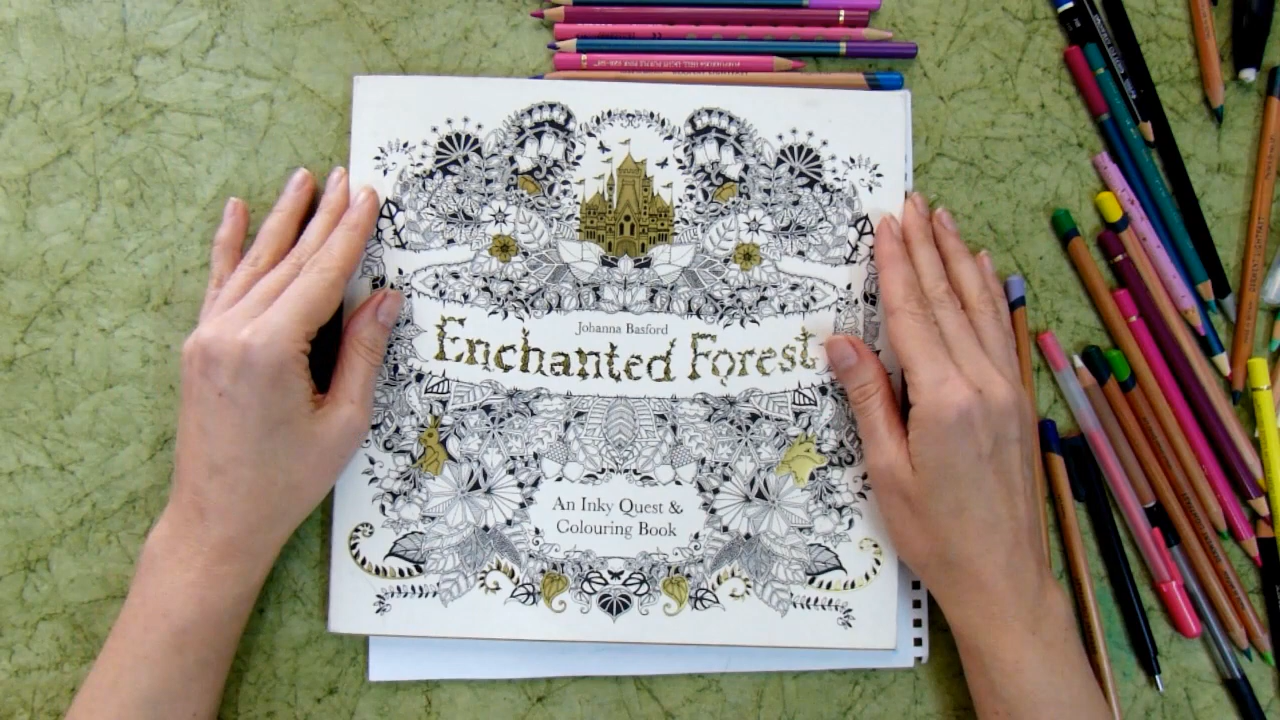 Johanna Basford
Enchanted Forest
An Inky Quest &
Colouring Book